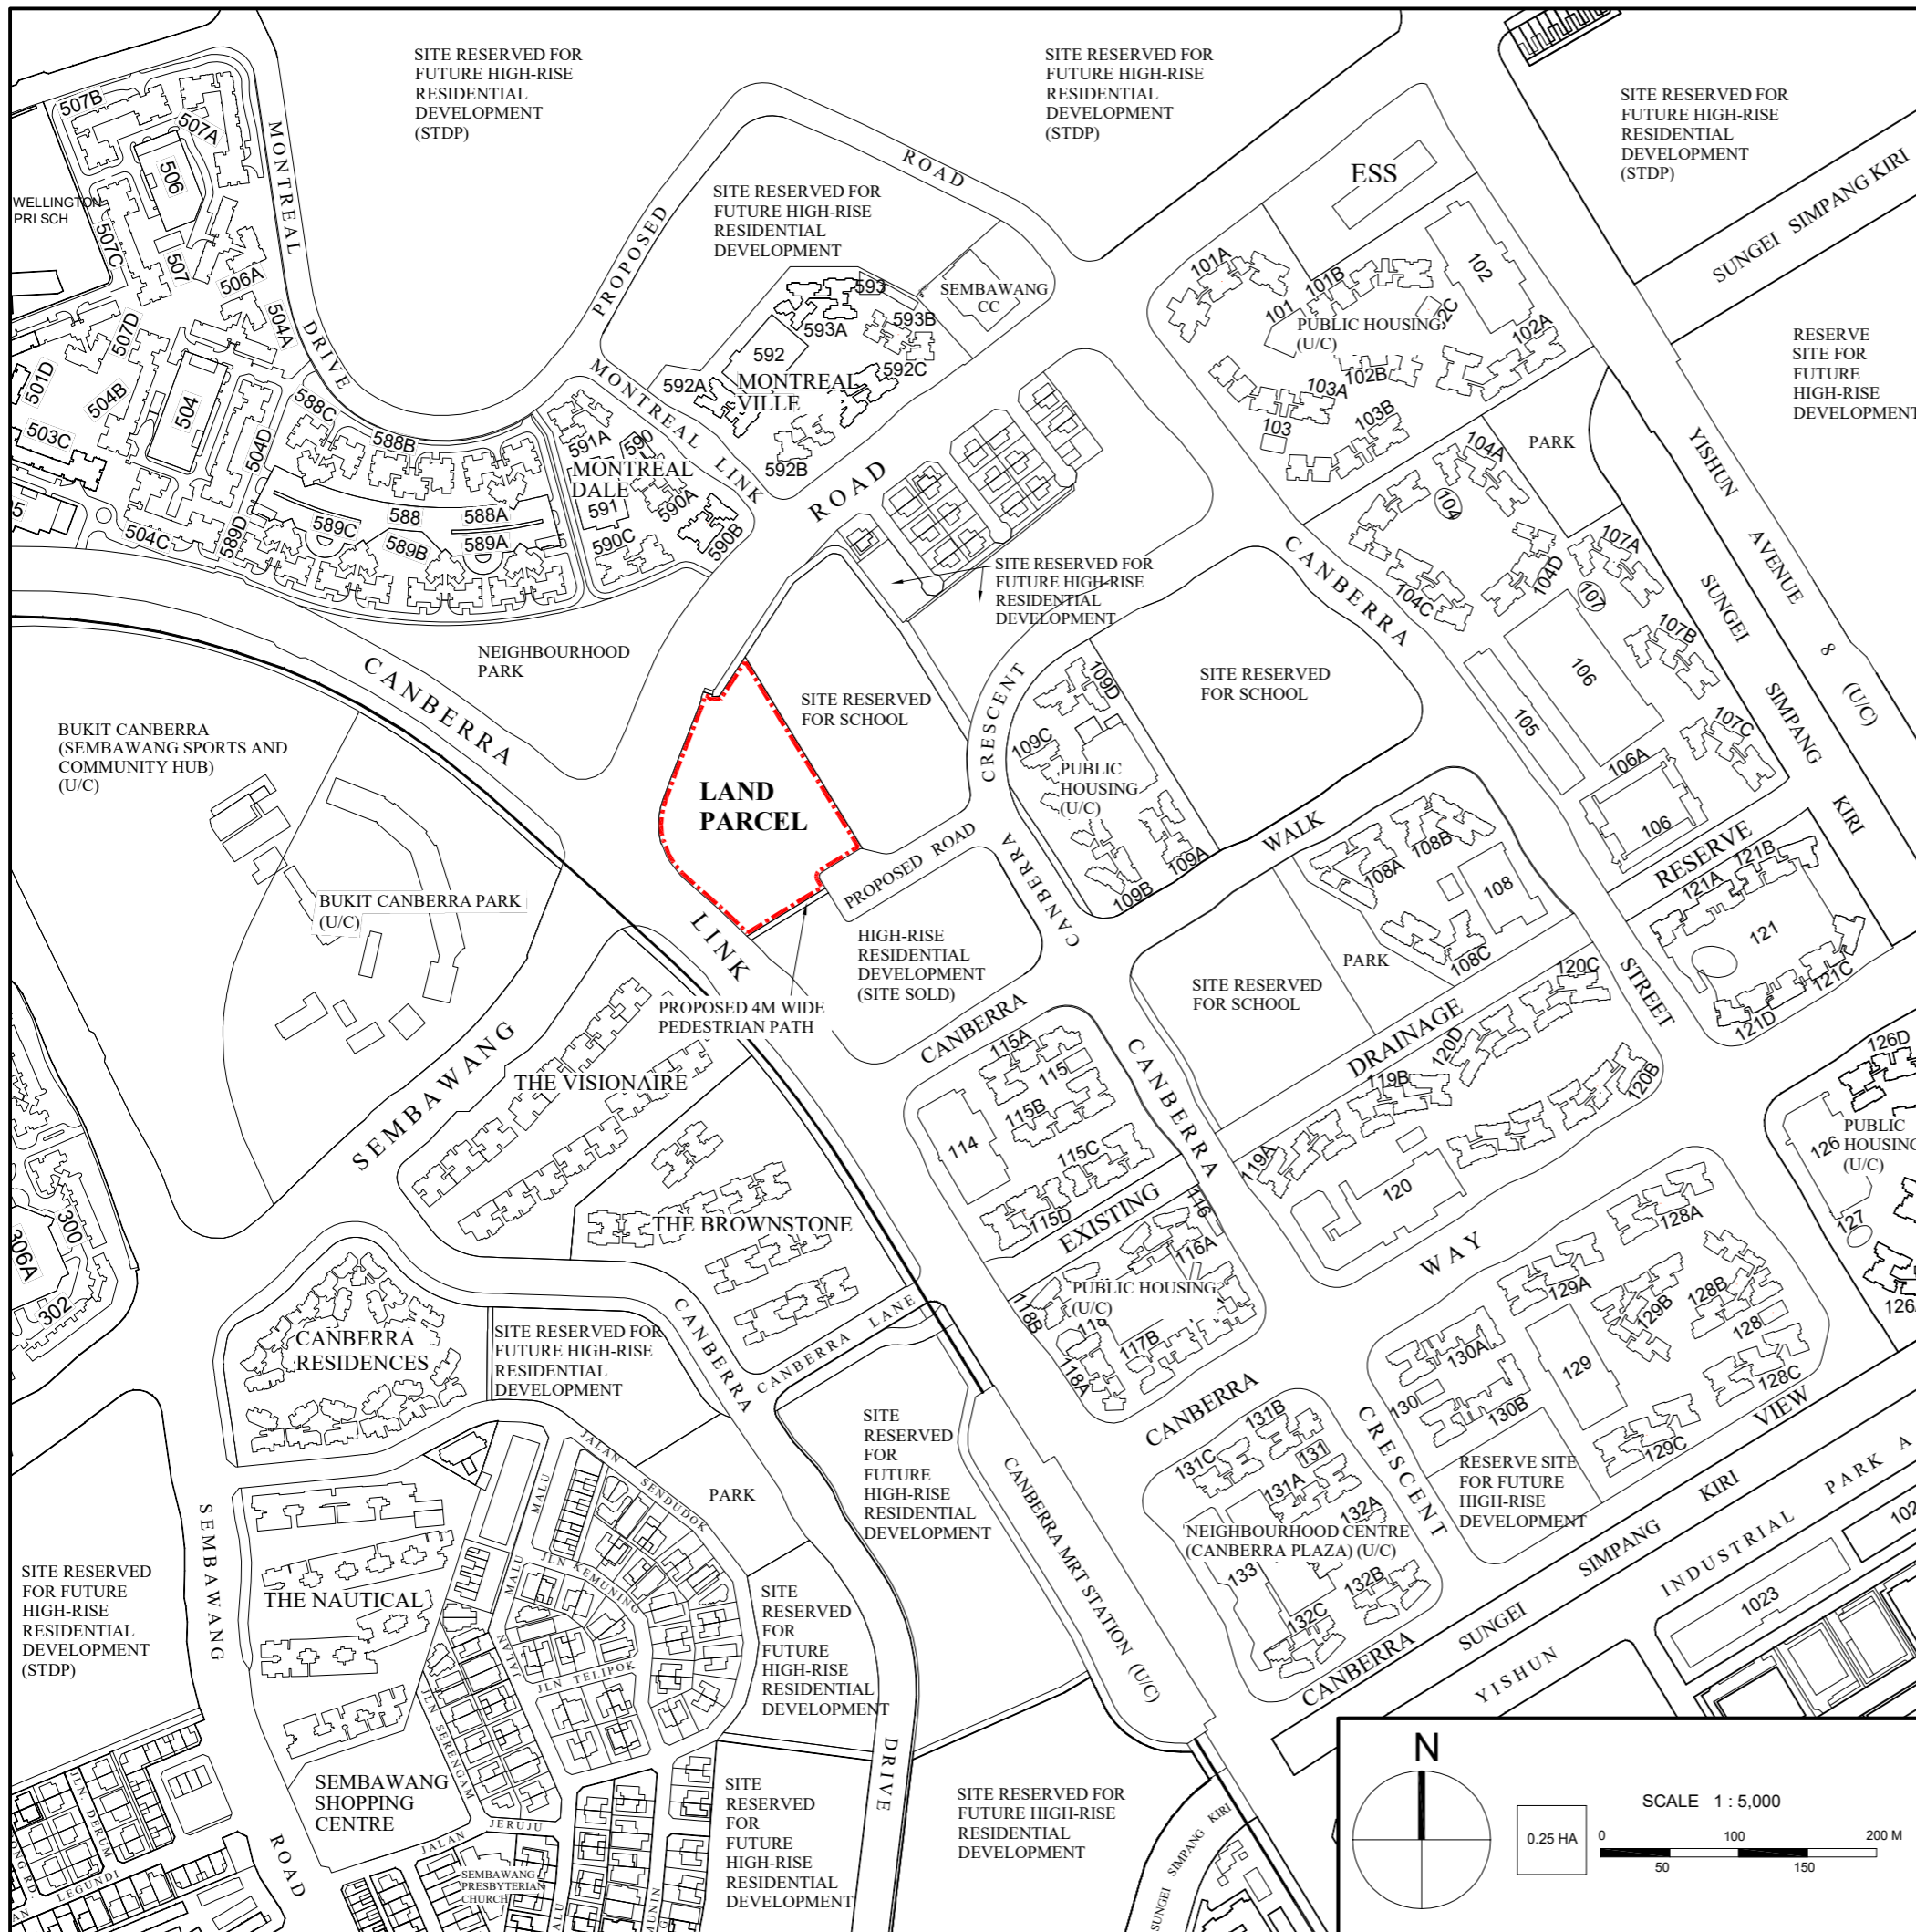 SITE RESERVED FOR
FUTURE HIGH-RISE
RESIDENTIAL
DEVELOPMENT
(STDP)
SITE RESERVED FOR
FUTURE HIGH-RISE
RESIDENTIAL
DEVELOPMENT
(STDP)
SITE RESERVED FOR
FUTURE HIGH-RISE
RESIDENTIAL
DEVELOPMENT
(STDP)
507B
507A
506
WELLINGTON
PRI SCH
507C
507
506A
504A
507D
501D
504B
504
503C
504D
504C
MONTREAL
DRIVE
PROPOSED
ROAD
SITE RESERVED FOR
FUTURE HIGH-RISE
RESIDENTIAL
DEVELOPMENT
593
593A
593B
SEMBAWANG
CC
592
592A
592C
MONTREAL
VILLE
592B
MONTREAL LINK
ROAD
588C
588B
588
588A
589D
589C
589B
589A
591A
590
MONTREAL
DALE
591
590A
590C
590B
ESS
101A
101B
101
102
PUBLIC HOUSING
(U/C)
102A
102B
103A
103B
103
SUNGEI SIMPANG KIRI
RESERVE
SITE FOR
FUTURE
HIGH-RISE
DEVELOPMENT
PARK
YISHUN
AVENUE
8
(U/C)
104A
104
104C
104D
107A
107
107B
107C
106
105
106A
106
SUNGEI
SIMPANG
KIRI
CANBERRA
STREET
SITE RESERVED FOR
FUTURE HIGH-RISE
RESIDENTIAL
DEVELOPMENT
NEIGHBOURHOOD
PARK
CANBERRA
LINK
SITE RESERVED
FOR SCHOOL
LAND
PARCEL
CRESCENT
CANBERRA
109D
109C
PUBLIC
HOUSING
(U/C)
109A
109B
SITE RESERVED
FOR SCHOOL
CANBERRA
WALK
BUKIT CANBERRA
(SEMBAWANG SPORTS AND
COMMUNITY HUB)
(U/C)
BUKIT CANBERRA PARK
(U/C)
PROPOSED ROAD
HIGH-RISE
RESIDENTIAL
DEVELOPMENT
(SITE SOLD)
PROPOSED 4M WIDE
PEDESTRIAN PATH
108A
108B
108
108C
PARK
SITE RESERVED
FOR SCHOOL
DRAINAGE
RESERVE
121A
121B
121
121C
121D
120C
120D
119B
119A
120
120B
126D
PUBLIC
HOUSING
(U/C)
126
127
SEMBAWANG
THE VISIONAIRE
THE BROWNSTONE
CANBERRA
115A
115
115B
114
115C
115D
CANBERRA
EXISTING
116
116A
PUBLIC HOUSING
(U/C)
118B
117B
118A
WAY
128A
129A
129B
128B
128
128C
129
129C
130A
130
130B
300
306A
302
CANBERRA
RESIDENCES
SITE RESERVED FOR
FUTURE HIGH-RISE
RESIDENTIAL
DEVELOPMENT
CANBERRA
CANBERRA LANE
DRIVE
SITE
RESERVED
FOR
FUTURE
HIGH-RISE
RESIDENTIAL
DEVELOPMENT
CANBERRA MRT STATION (U/C)
CANBERRA
CRESCENT
131B
131C
131
131A
132A
NEIGHBOURHOOD CENTRE
(CANBERRA PLAZA) (U/C)
133
132B
132C
RESERVE SITE
FOR FUTURE
HIGH-RISE
DEVELOPMENT
CANBERRA
VIEW
SUNGEI
SIMPANG
KIRI
YISHUN
INDUSTRIAL
PARK A
1023
SEMBAWANG
ROAD
THE NAUTICAL
SITE RESERVED
FOR FUTURE
HIGH-RISE
RESIDENTIAL
DEVELOPMENT
(STDP)
MALU
JALAN
SENDUDOK
JLN KEMUNING
MALU
JALAN
JLN TELIPOK
JLN SERENGAM
PARK
SITE
RESERVED
FOR
FUTURE
HIGH-RISE
RESIDENTIAL
DEVELOPMENT
SITE
RESERVED
FOR
FUTURE
HIGH-RISE
RESIDENTIAL
DEVELOPMENT
SITE RESERVED FOR
FUTURE HIGH-RISE
RESIDENTIAL
DEVELOPMENT
SUNGEI SIMPANG KIRI
SEMBAWANG
SHOPPING
CENTRE
JALAN
JERUJU
SEMBAWANG
PRESBYTERIAN
CHURCH
JLN. DERUM
LEGUNDI
N
SCALE 1 : 5,000
0.25 HA
0 100 200 M
50 150